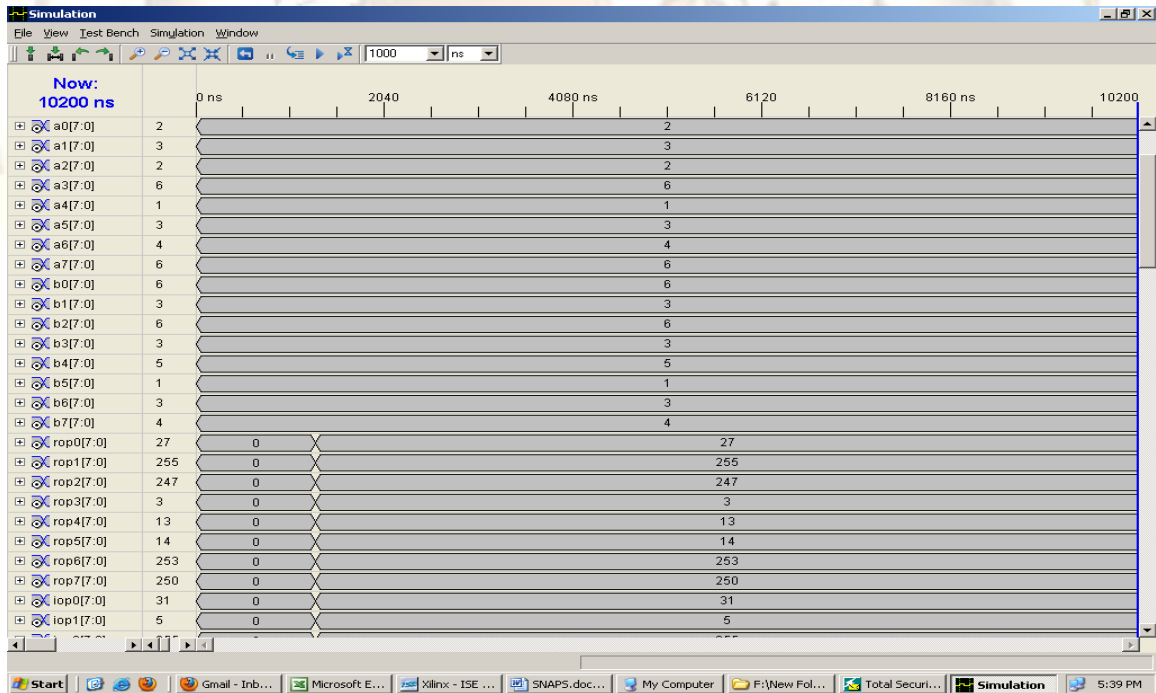 Simulation
File View Test Bench Simulation Window
1000 ns
Now:
10200 ns
0 ns 2040 4080 ns 6120 8160 ns 10200
a0[7:0] 2 2
a1[7:0] 3 3
a2[7:0] 2 2
a3[7:0] 6 6
a4[7:0] 1 1
a5[7:0] 3 3
a6[7:0] 4 4
a7[7:0] 6 6
b0[7:0] 6 6
b1[7:0] 3 3
b2[7:0] 6 6
b3[7:0] 3 3
b4[7:0] 5 5
b5[7:0] 1 1
b6[7:0] 3 3
b7[7:0] 4 4
rop0[7:0] 27 0 27
rop1[7:0] 255 0 255
rop2[7:0] 247 0 247
rop3[7:0] 3 0 3
rop4[7:0] 13 0 13
rop5[7:0] 14 0 14
rop6[7:0] 253 0 253
rop7[7:0] 250 0 250
iop0[7:0] 31 0 31
iop1[7:0] 5 0 5
Start Gmail - Inb... Microsoft E... Xilinx - ISE ... SNAPS.doc... My Computer F:\New Fol... Total Securi... Simulation 5:39 PM